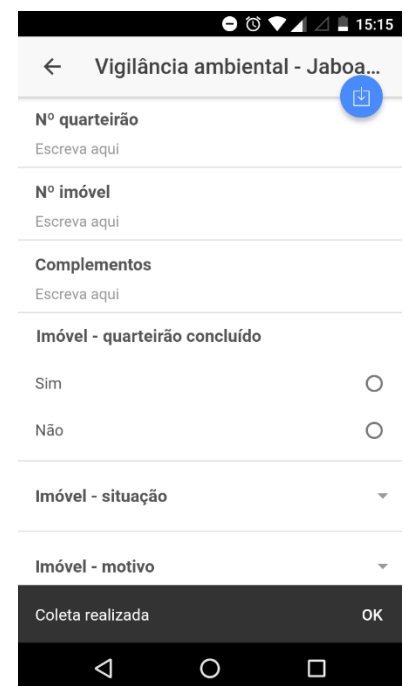 15:15
Vigilância ambiental - Jaboa...
Nº quarteirão
Escreva aqui
Nº imóvel
Escreva aqui
Complementos
Escreva aqui
Imóvel - quarteirão concluído
Sim
Não
Imóvel - situação
Imóvel - motivo
Coleta realizada OK